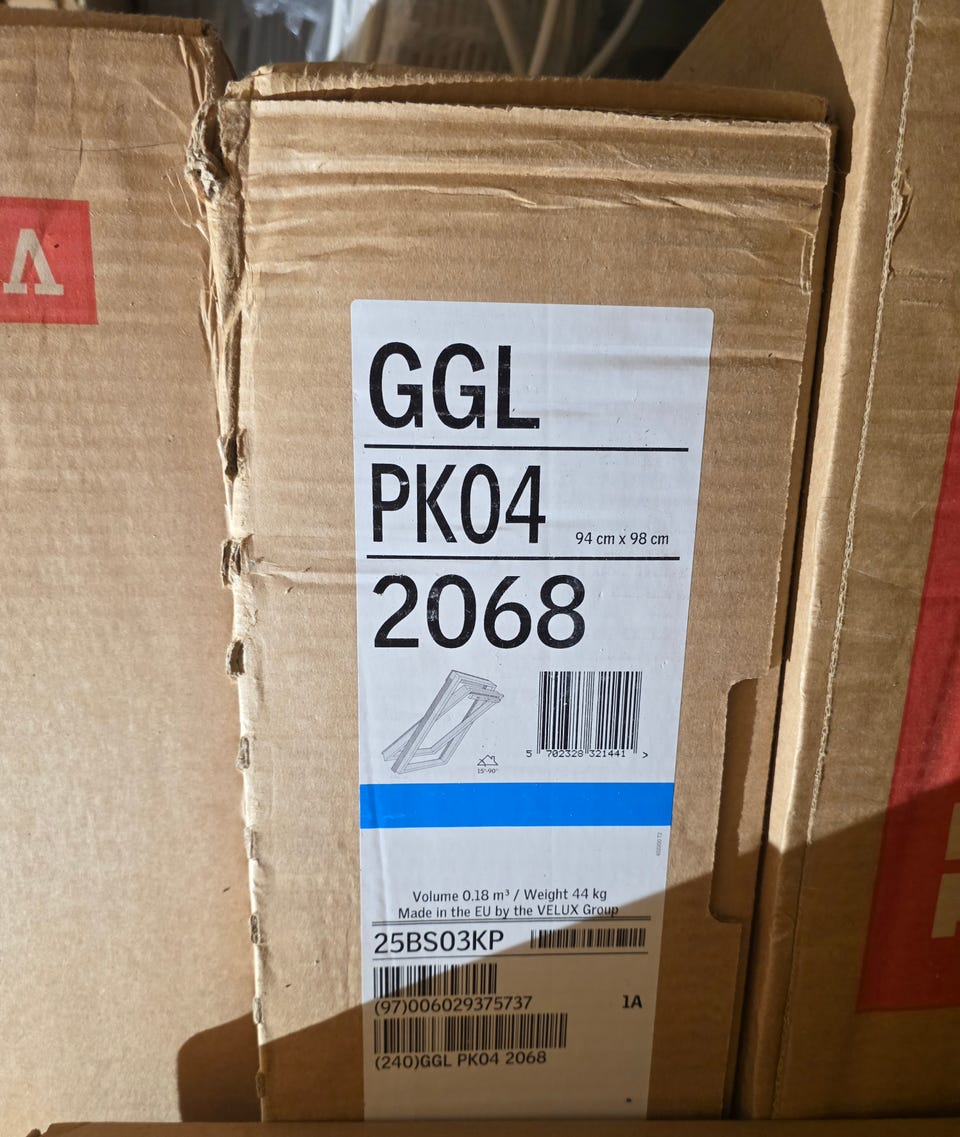 V
GGL
PK04
94 cm x 98 cm
2068
15°-90°
5 702328 321441 >
Volume 0.18 m³ / Weight 44 kg
Made in the EU by the VELUX Group
25BS03KP
(97)006029375737
1A
(240)GGL PK04 2068